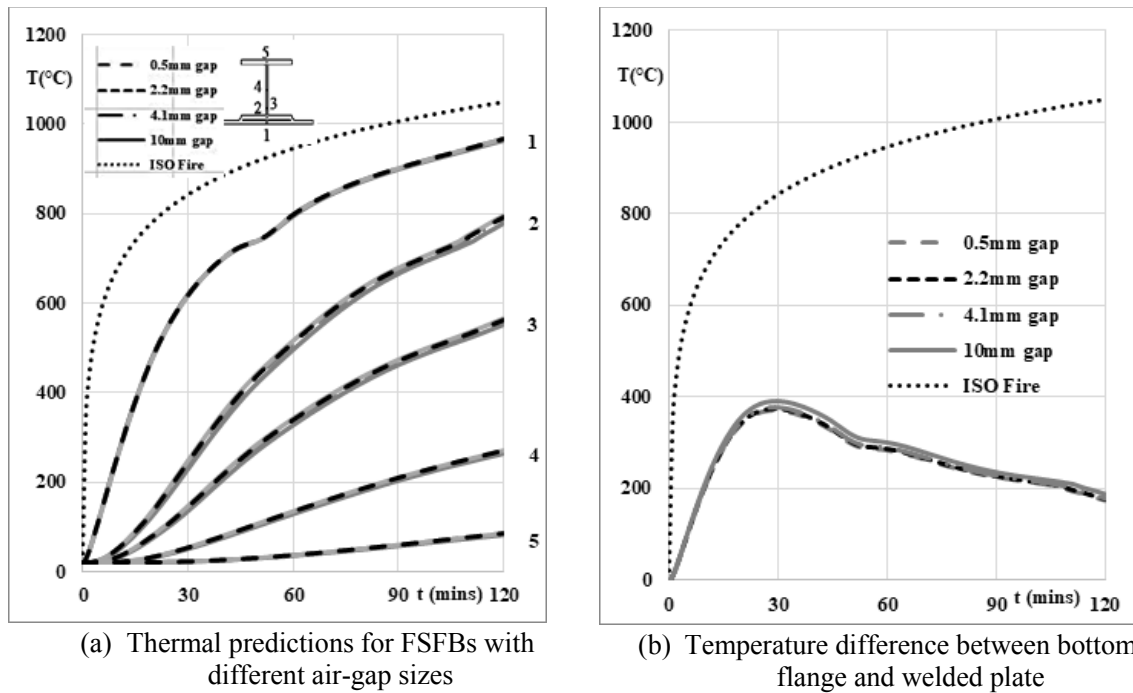 1200
T(°C)
1000
800
600
400
200
0
0.5mm gap
2.2mm gap
4.1mm gap
10mm gap
ISO Fire
5
4
3
2
1
1
2
3
4
5
0 30 60 90 t (mins) 120
(a) Thermal predictions for FSFBs with
different air-gap sizes
1200
T(°C)
1000
800
600
400
200
0
0.5mm gap
2.2mm gap
4.1mm gap
10mm gap
ISO Fire
0 30 60 90 t (mins) 120
(b) Temperature difference between bottom
flange and welded plate